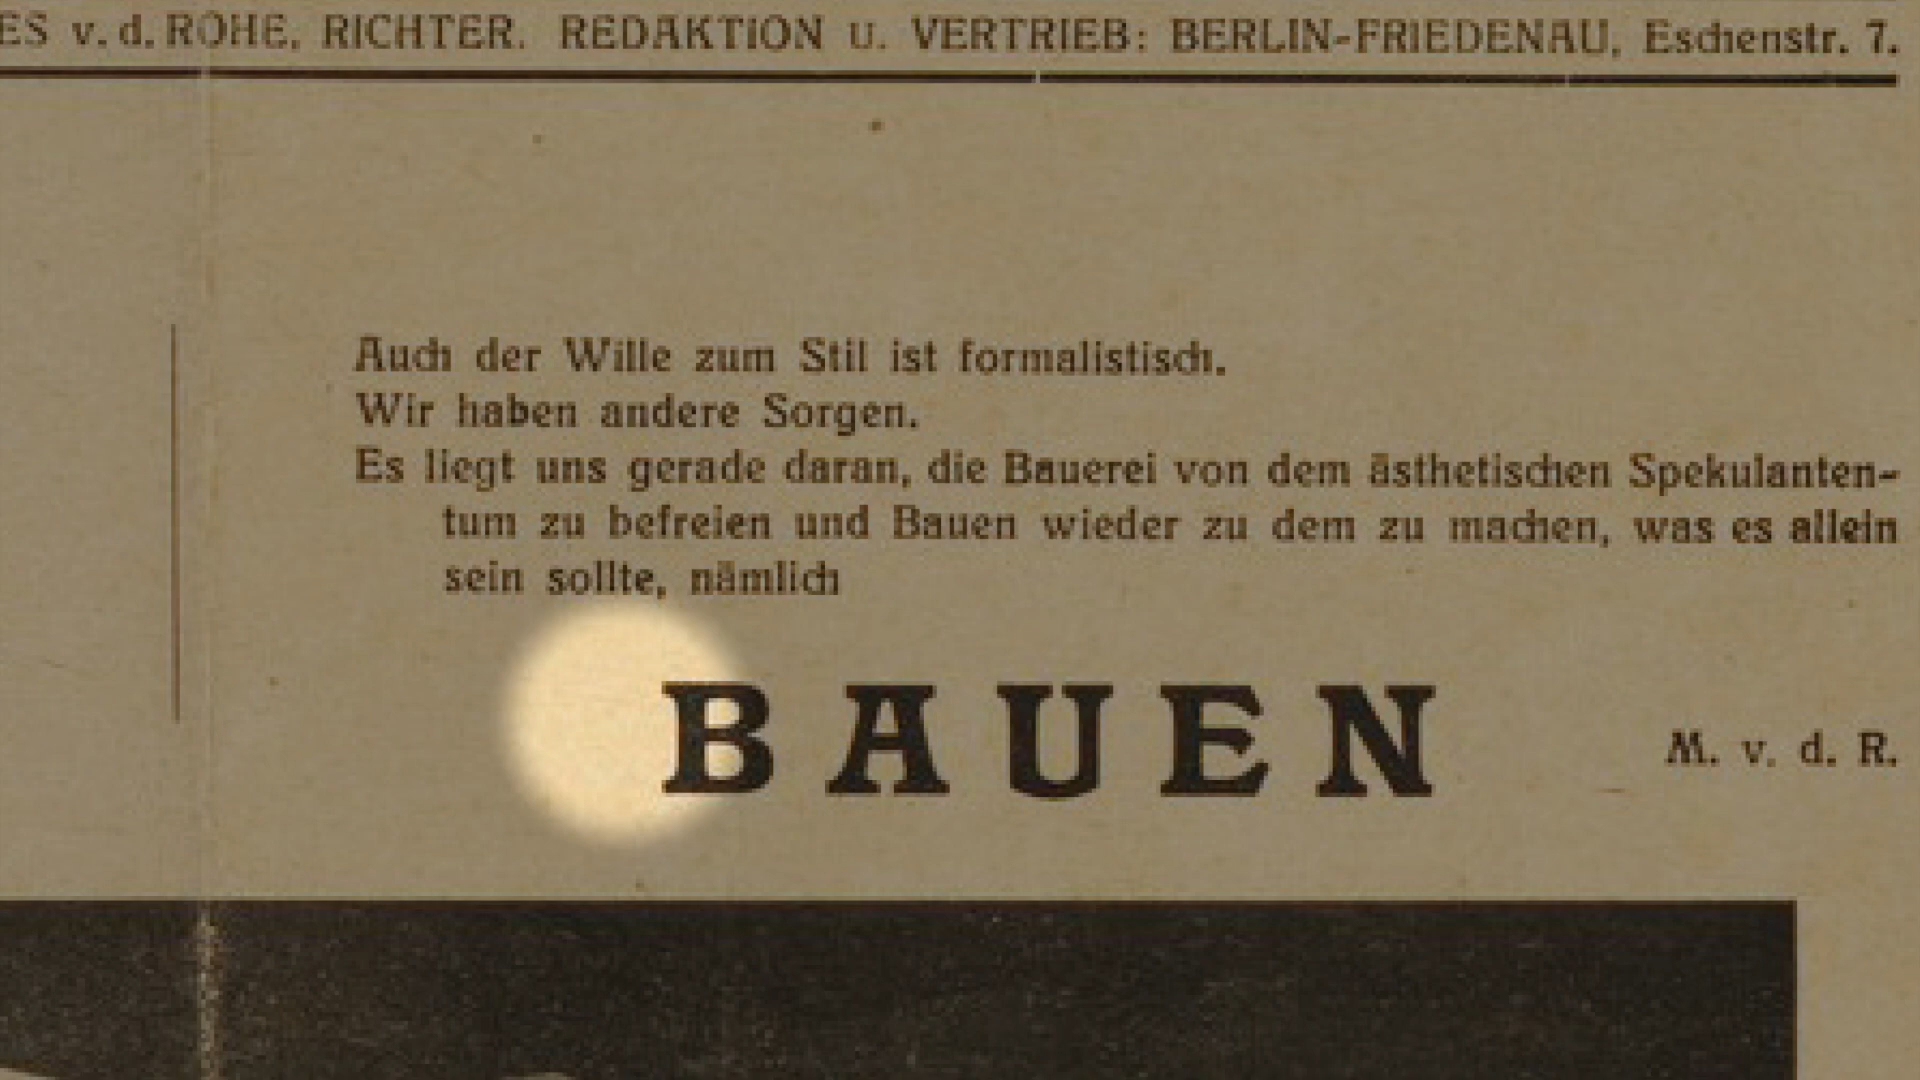 ES v. d. ROHE, RICHTER. REDAKTION U. VERTRIEB: BERLIN-FRIEDENAU, Eschenstr. 7.
Auch der Wille zum Stil ist formalistisch.
Wir haben andere Sorgen.
Es liegt uns gerade daran, die Bauerei von dem ästhetischen Spekulanten-
tum zu befreien und Bauen wieder zu dem zu machen, was es allein
sein sollte, nämlich
BAUEN
M. v. d. R.